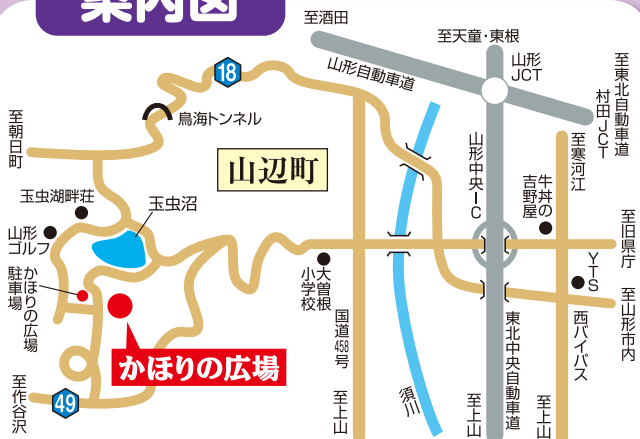 案内図
至酒田
至天童・東根
山形自動車道
山形
JCT
至東北自動車道
村田JCT
18
鳥海トンネル
至朝日町
山辺町
山形中央IC
至寒河江
牛丼の
吉野屋
玉虫湖畔荘
玉虫沼
至旧県庁
山形
ゴルフ
YTS
かほりの広場
駐車場
大曽根
小学校
至山形市内
国道458号
西バイパス
東北中央自動車道
かほりの広場
須川
至作谷沢
49
至上山
至上山
至上山